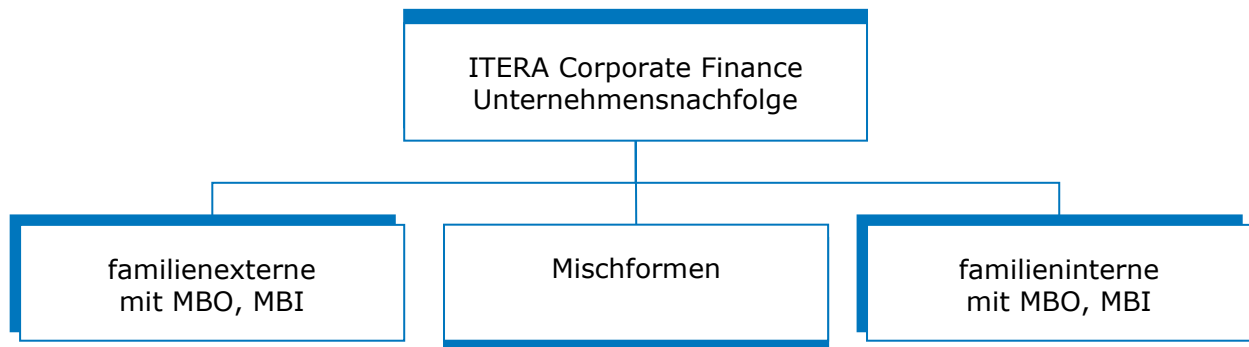 ITERA Corporate Finance
Unternehmensnachfolge
familienexterne
mit MBO, MBI
Mischformen
familieninterne
mit MBO, MBI